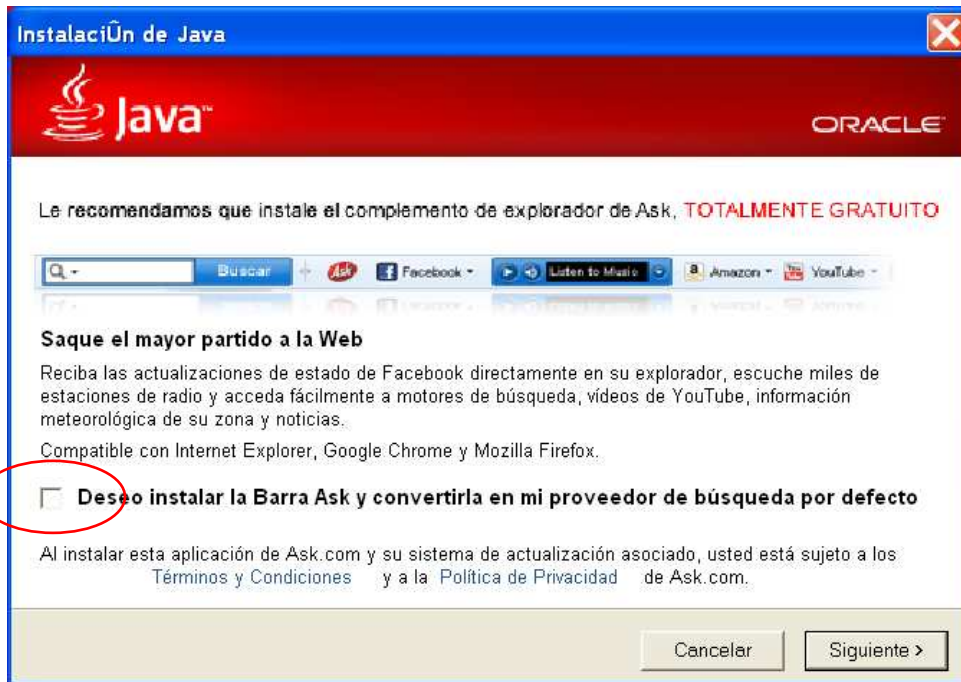 InstalaciÛn de Java
Java™
ORACLE
Le recomendamos que instale el complemento de explorador de Ask, TOTALMENTE GRATUITO
Buscar Ask Facebook Listen to Music Amazon YouTube
Saque el mayor partido a la Web
Reciba las actualizaciones de estado de Facebook directamente en su explorador, escuche miles de
estaciones de radio y acceda fácilmente a motores de búsqueda, vídeos de YouTube, información
meteorológica de su zona y noticias.
Compatible con Internet Explorer, Google Chrome y Mozilla Firefox.
Deseo instalar la Barra Ask y convertirla en mi proveedor de búsqueda por defecto
Al instalar esta aplicación de Ask.com y su sistema de actualización asociado, usted está sujeto a los
Términos y Condiciones y a la Política de Privacidad de Ask.com.
Cancelar Siguiente >